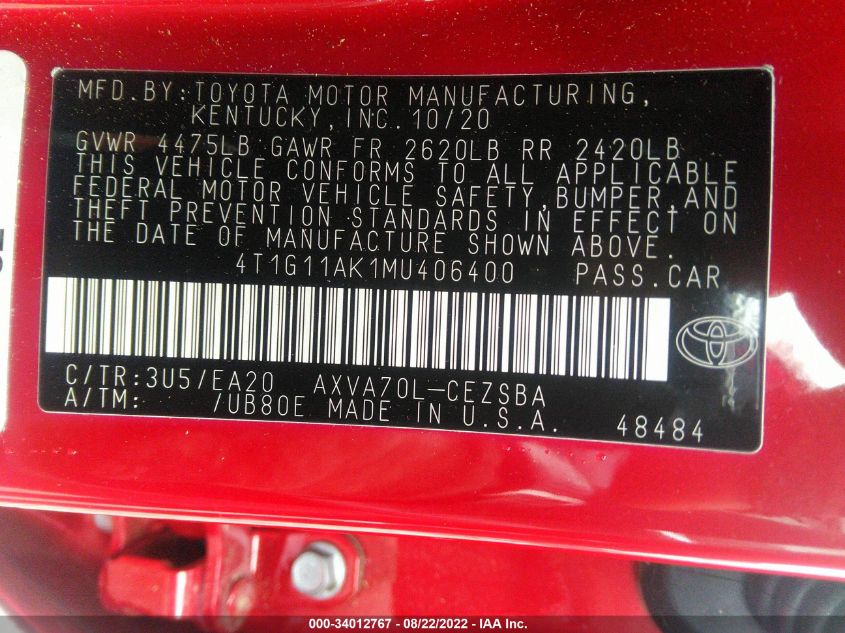 MFD.BY:TOYOTA MOTOR MANUFACTURING,
KENTUCKY,INC.10/20
GVWR 4475LB GAWR FR 2620LB RR 2420LB
THIS VEHICLE CONFORMS TO ALL APPLICABLE
FEDERAL MOTOR VEHICLE SAFETY,BUMPER,AND
THEFT PREVENTION STANDARDS IN EFFECT ON
THE DATE OF MANUFACTURE SHOWN ABOVE.
4T1G11AK1MU406400 PASS.CAR
C/TR:3U5/EA20 AXVA70L-CEZSBA
A/TM: /UB80E MADE IN U.S.A.
48484
000-34012767 - 08/22/2022 - IAA Inc.